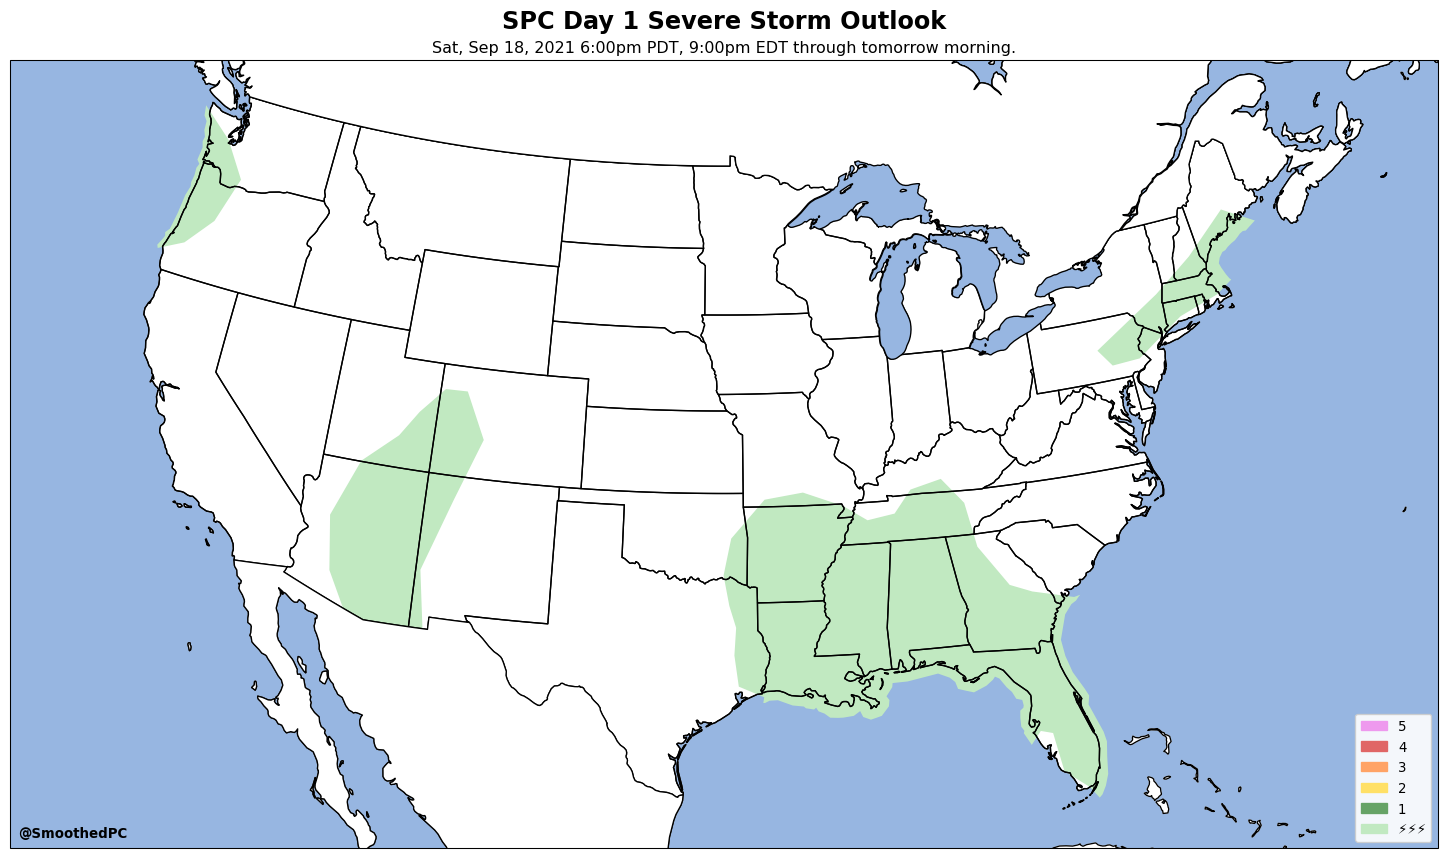 SPC Day 1 Severe Storm Outlook
Sat, Sep 18, 2021 6:00pm PDT, 9:00pm EDT through tomorrow morning.
5
4
3
2
1
⚡⚡⚡
@SmoothedPC